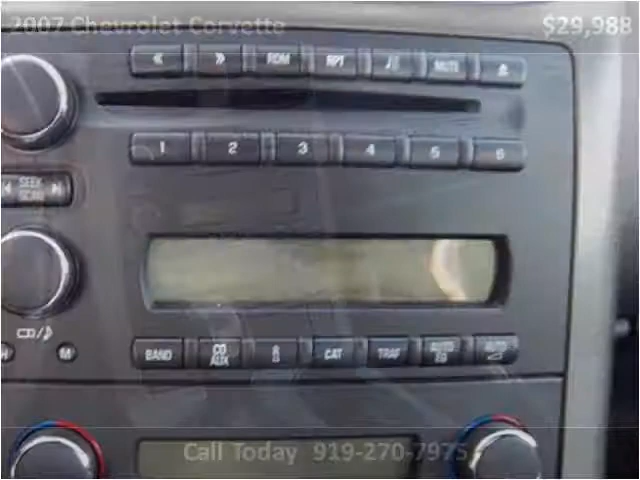 2007 Chevrolet Corvette $29,988
RDM RPT MUTE
1 2 3 4 5 6
SEEK
SCAN
BAND CD AUX CAT TRAF AUTO EQ AUTO
H M
Call Today 919-270-7975